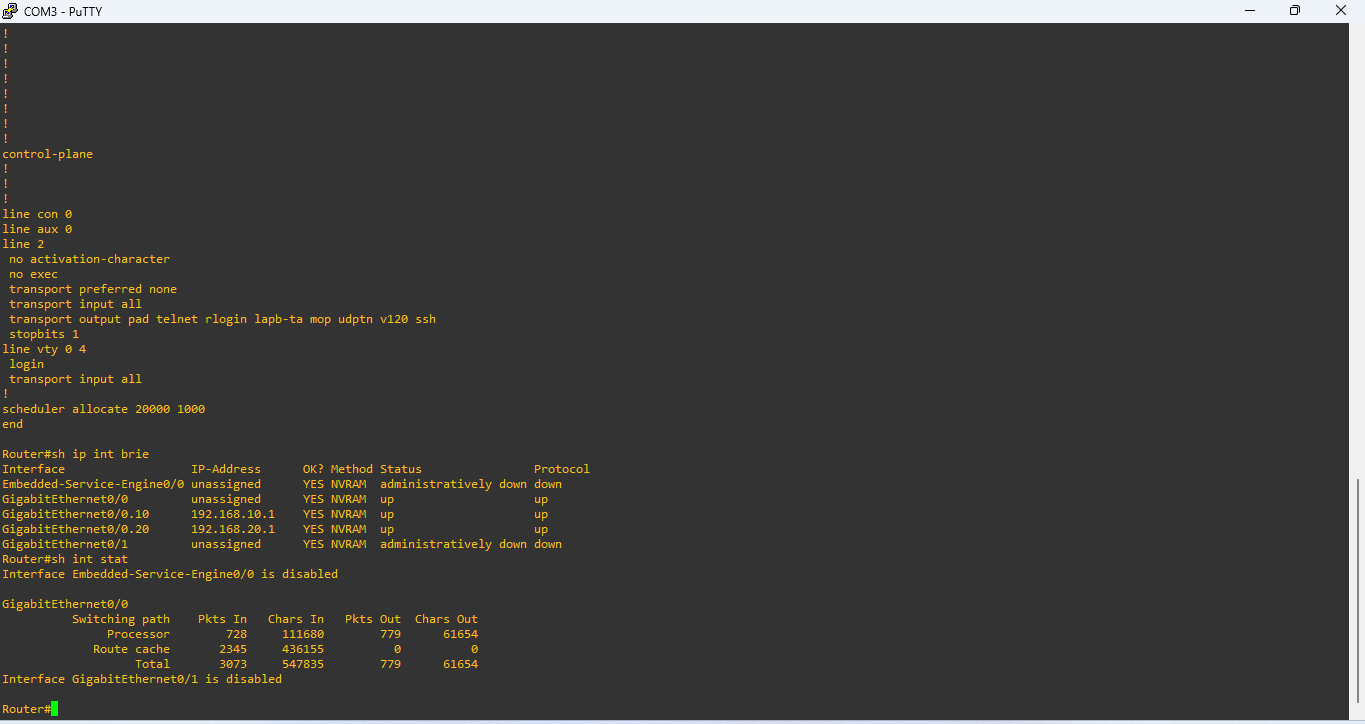 COM3 - PuTTY
!
!
!
!
!
!
!
!
control-plane
!
!
!
line con 0
line aux 0
line 2
 no activation-character
 no exec
 transport preferred none
 transport input all
 transport output pad telnet rlogin lapb-ta mop udptn v120 ssh
 stopbits 1
line vty 0 4
 login
 transport input all
!
scheduler allocate 20000 1000
end
Router#sh ip int brie
Interface                  IP-Address      OK? Method Status                Protocol
Embedded-Service-Engine0/0 unassigned      YES NVRAM  administratively down down
GigabitEthernet0/0         unassigned      YES NVRAM  up                    up
GigabitEthernet0/0.10      192.168.10.1    YES NVRAM  up                    up
GigabitEthernet0/0.20      192.168.20.1    YES NVRAM  up                    up
GigabitEthernet0/1         unassigned      YES NVRAM  administratively down down
Router#sh int stat
Interface Embedded-Service-Engine0/0 is disabled
GigabitEthernet0/0
          Switching path    Pkts In   Chars In   Pkts Out  Chars Out
               Processor        728     111680        779      61654
             Route cache       2345     436155          0          0
                   Total       3073     547835        779      61654
Interface GigabitEthernet0/1 is disabled
Router#